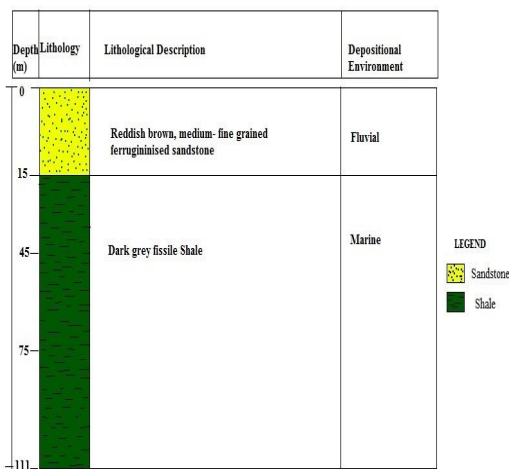 Depth
(m)
Lithology
Lithological Description
Depositional
Environment
0
Reddish brown, medium- fine grained
ferrugininised sandstone
Fluvial
15
45
Dark grey fissile Shale
Marine
75
111
LEGEND
Sandstone
Shale